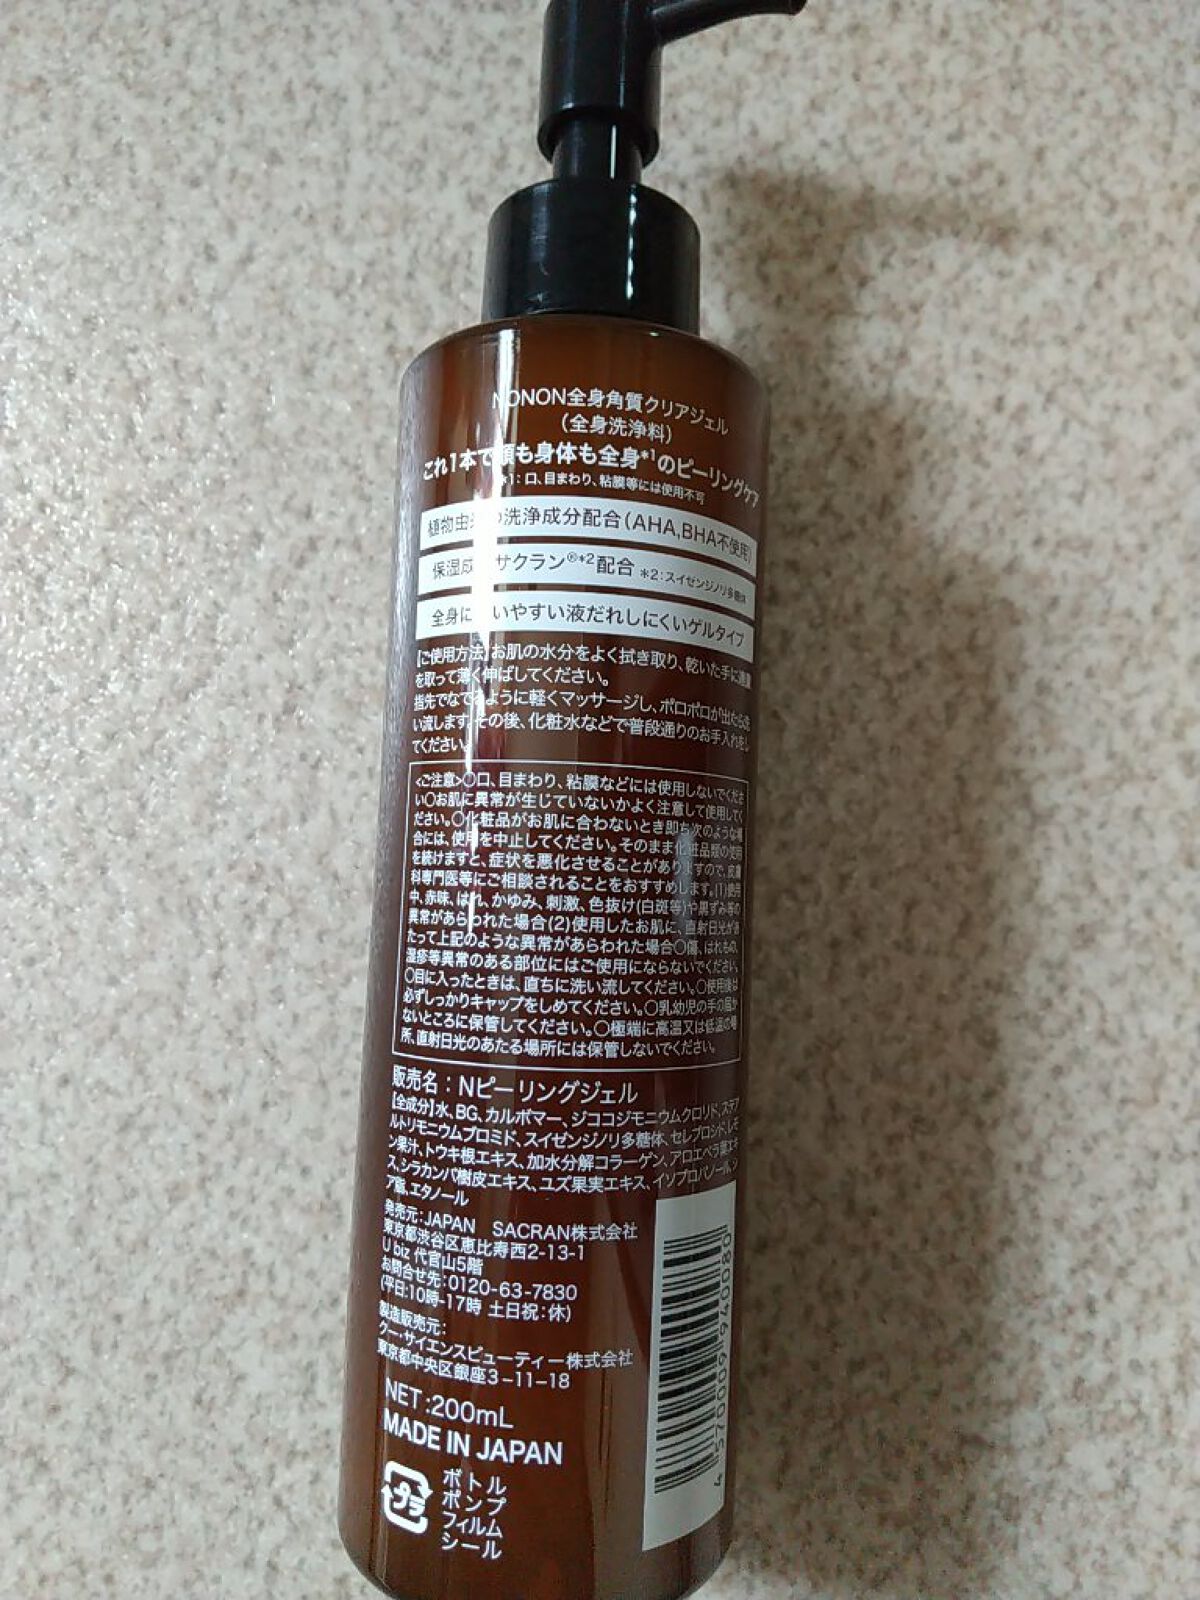 NONON全身角質クリアジェル
(全身洗浄料)
これ1本で顔も身体も全身*1のピーリングケア
*1:口、目まわり、粘膜等には使用不可
植物由来の洗浄成分配合(AHA,BHA不使用)
保湿成 サクラン®*2配合 *2:スイゼンジノリ多糖体
全身に いやすい液だれしにくいゲルタイプ
【ご使用方法】お肌の水分をよく拭き取り、乾いた手に適量
を取って薄く伸ばしてください。
指先でなでるように軽くマッサージし、ポロポロが出たら洗
い流します。その後、化粧水などで普段通りのお手入れをし
てください。
<ご注意>〇口、目まわり、粘膜などには使用しないでくださ
い〇お肌に異常が生じていないかよく注意して使用してく
ださい。〇化粧品がお肌に合わないとき即ち次のような場
合には、使用を中止してください。そのまま化粧品類の使用
を続けますと、症状を悪化させることがありますので、皮膚
科専門医等にご相談されることをおすすめします。(1)使用
中、赤味、はれ、かゆみ、刺激、色抜け(白斑等)や黒ずみ等の
異常があらわれた場合(2)使用したお肌に、直射日光があ
たって上記のような異常があらわれた場合〇傷、はれもの、
湿疹等異常のある部位にはご使用にならないでください。
〇目に入ったときは、直ちに洗い流してください。〇使用後は
必ずしっかりキャップをしめてください。〇乳幼児の手の届か
ないところに保管してください。〇極端に高温又は低温の場
所、直射日光のあたる場所には保管しないでください。
販売名:Nピーリングジェル
【全成分】水、BG、カルボマー、ジココジモニウムクロリド、ステア
ルトリモニウムブロミド、スイゼンジノリ多糖体、セレブロシド、レモ
ン果汁、トウキ根エキス、加水分解コラーゲン、アロエベラ葉エキ
ス、シラカンバ樹皮エキス、ユズ果実エキス、イソプロパノール、シ
ア脂、エタノール
発売元:JAPAN SACRAN株式会社
東京都渋谷区恵比寿西2-13-1
U biz 代官山5階
お問合せ先:0120-63-7830
(平日:10時-17時 土日祝:休)
製造販売元:
クー・サイエンスビューティー株式会社
東京都中央区銀座3-11-18
NET:200mL
MADE IN JAPAN
プラ
ボトル
ポンプ
フィルム
シール
4570009940080